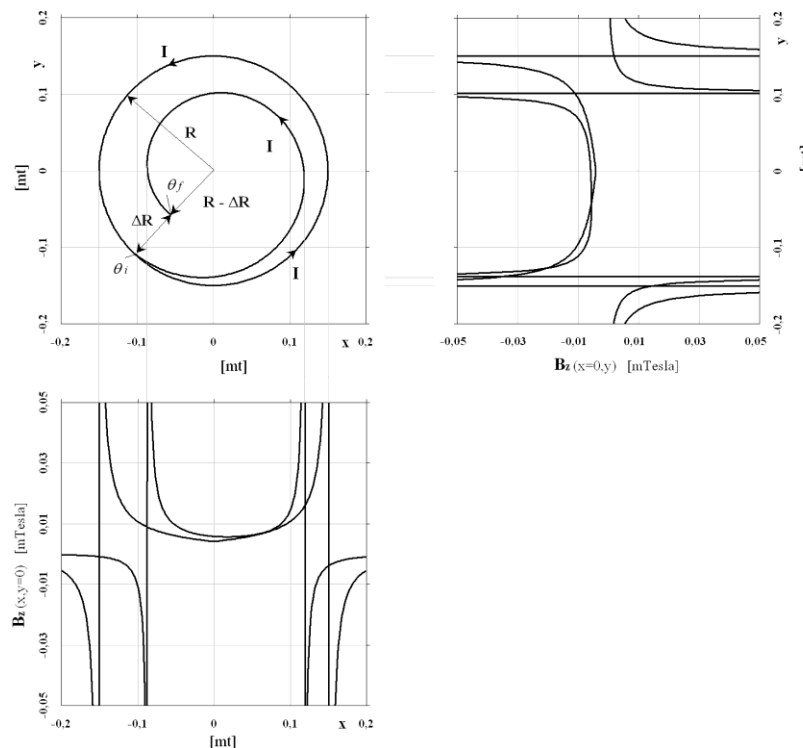 0,2
y
0,1
0
-0,1
-0,2
[mt]
I
R
I
θf
R - ΔR
ΔR
θi
I
-0,2 -0,1 0 0,1 x 0,2
[mt]
0,2
y
0,1
0
-0,1
-0,2
-0,05 -0,03 -0,01 0,01 0,03 0,05
Bz (x=0,y) [mTesla]
0,05
0,03
0,01
-0,01
-0,03
-0,05
Bz (x,y=0) [mTesla]
-0,2 -0,1 0 0,1 x 0,2
[mt]